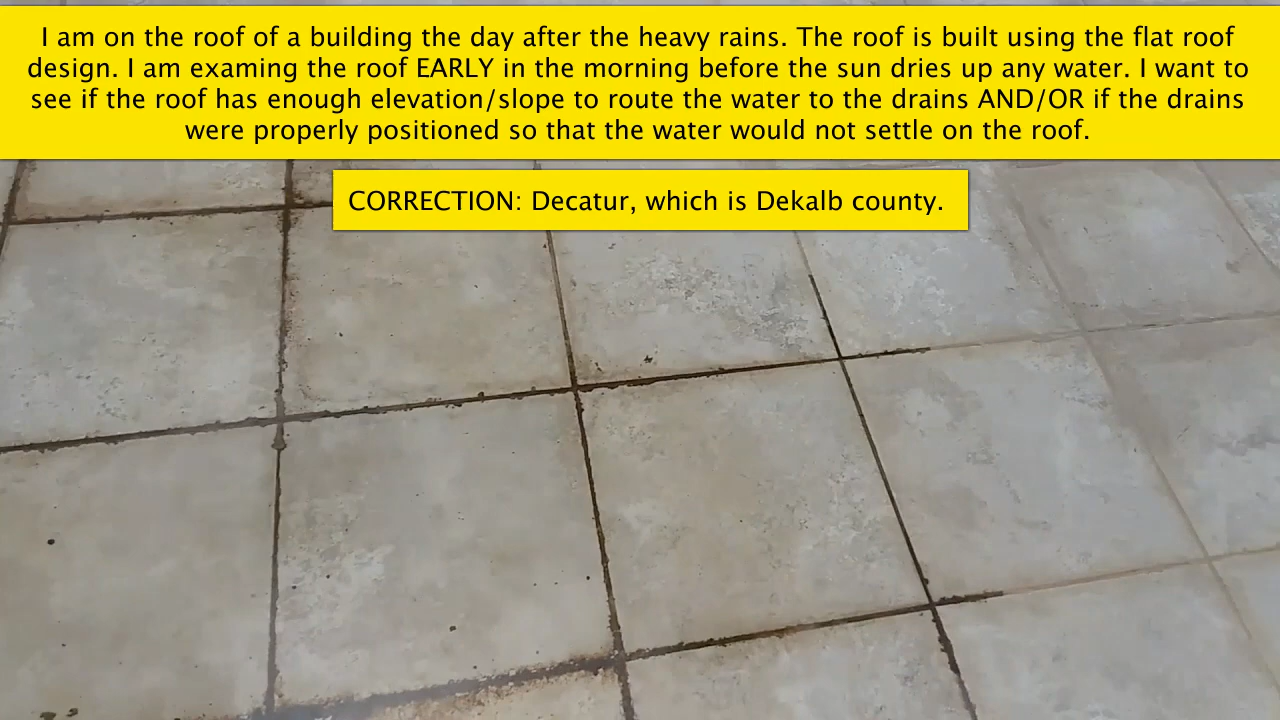 I am on the roof of a building the day after the heavy rains. The roof is built using the flat roof
design. I am examing the roof EARLY in the morning before the sun dries up any water. I want to
see if the roof has enough elevation/slope to route the water to the drains AND/OR if the drains
were properly positioned so that the water would not settle on the roof.
CORRECTION: Decatur, which is Dekalb county.